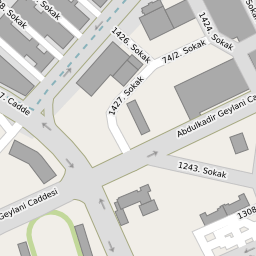 8. Sokak
1426. Sokak
1424. Sokak
74/2. Sokak
7. Cadde
1427. Sokak
Abdulkadir Geylani Ca
1243. Sokak
Geylani Caddesi
1308